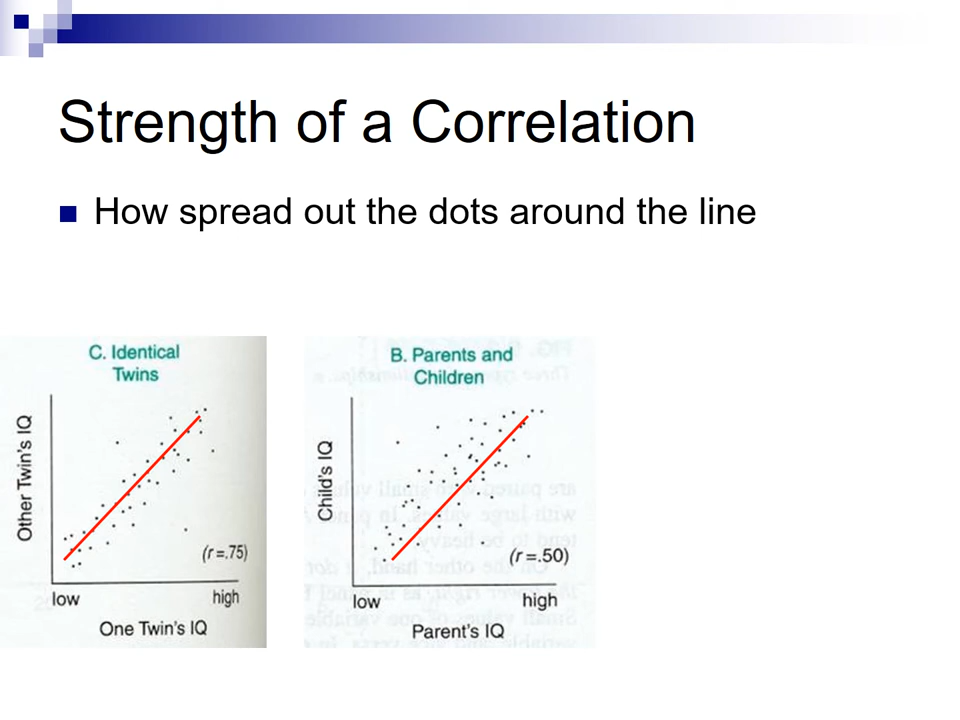 Strength of a Correlation
How spread out the dots around the line
C. Identical
Twins
Other Twin's IQ
(r=.75)
low
high
One Twin's IQ
B. Parents and
Children
Child's IQ
(r=.50)
low
high
Parent's IQ